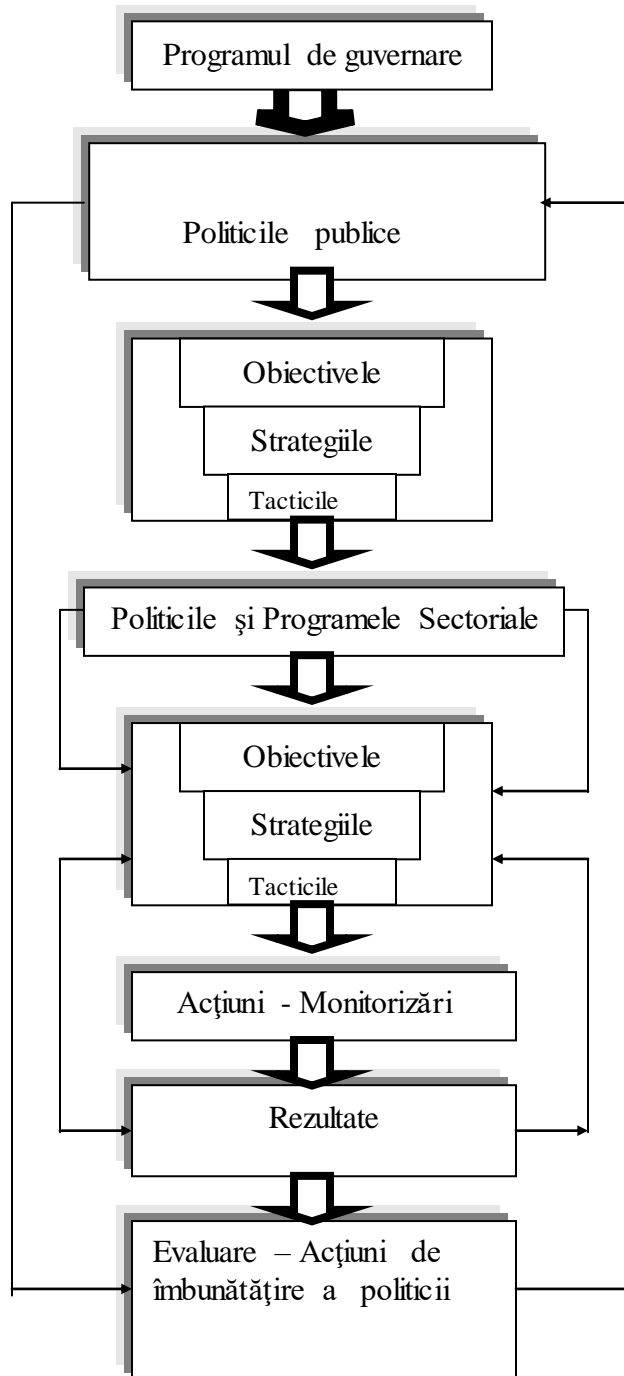 Programul de guvernare
Politicile publice
Obiectivele
Strategiile
Tacticile
Politicile şi Programele Sectoriale
Obiectivele
Strategiile
Tacticile
Acţiuni - Monitorizări
Rezultate
Evaluare – Acţiuni de
îmbunătăţire a politicii